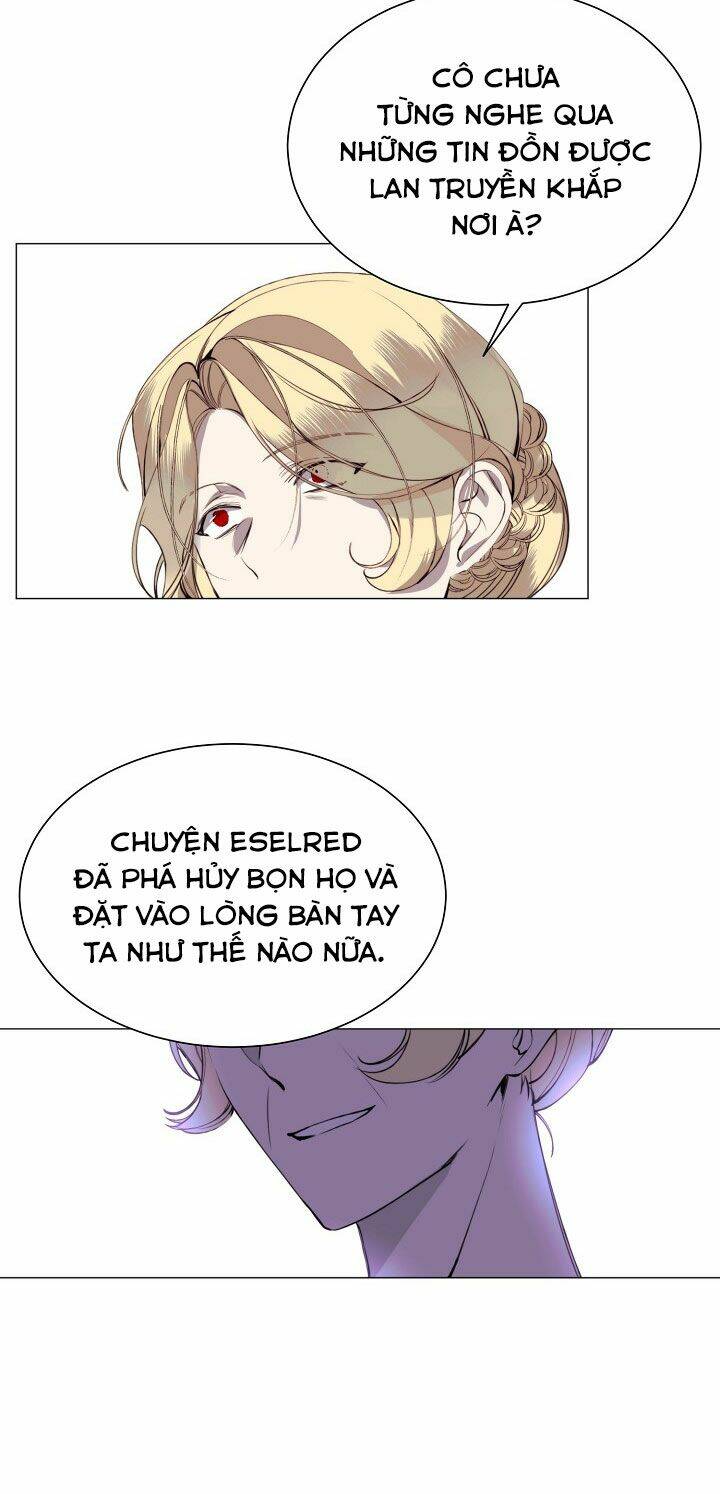 CÔ CHƯA
TỪNG NGHE QUA
NHỮNG TIN ĐỒN ĐƯỢC
LAN TRUYỀN KHẮP
NƠI À?
CHUYỆN ESELRED
ĐÃ PHÁ HỦY BỌN HỌ VÀ
ĐẶT VÀO LÒNG BÀN TAY
TA NHƯ THẾ NÀO NỮA.